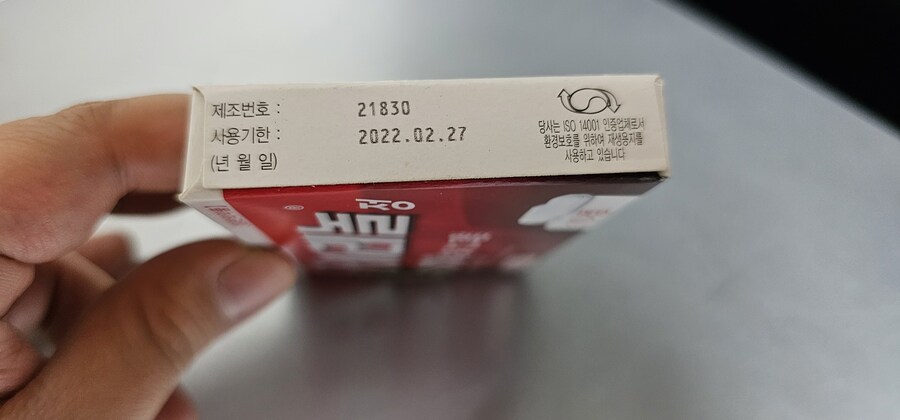 제조번호 : 21830
사용기한 : 2022.02.27
(년 월 일)
당사는 ISO 14001 인증업체로서
환경보호를 위하여 재생용지를
사용하고 있습니다